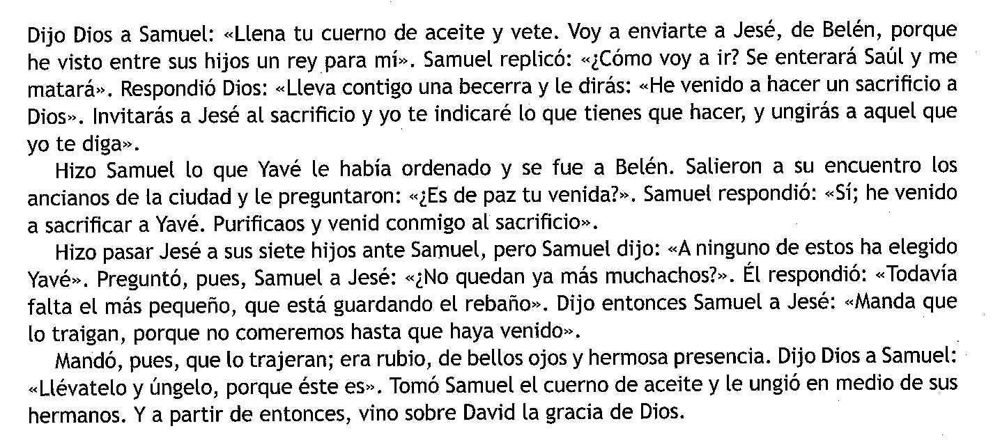 Dijo Dios a Samuel: «Llena tu cuerno de aceite y vete. Voy a enviarte a Jesé, de Belén, porque
he visto entre sus hijos un rey para mí». Samuel replicó: «¿Cómo voy a ir? Se enterará Saúl y me
matará». Respondió Dios: «Lleva contigo una becerra y le dirás: «He venido a hacer un sacrificio a
Dios». Invitarás a Jesé al sacrificio y yo te indicaré lo que tienes que hacer, y ungirás a aquel que
yo te diga».
Hizo Samuel lo que Yavé le había ordenado y se fue a Belén. Salieron a su encuentro los
ancianos de la ciudad y le preguntaron: «¿Es de paz tu venida?». Samuel respondió: «Sí; he venido
a sacrificar a Yavé. Purificaos y venid conmigo al sacrificio».
Hizo pasar Jesé a sus siete hijos ante Samuel, pero Samuel dijo: «A ninguno de estos ha elegido
Yavé». Preguntó, pues, Samuel a Jesé: «¿No quedan ya más muchachos?». Él respondió: «Todavía
falta el más pequeño, que está guardando el rebaño». Dijo entonces Samuel a Jesé: «Manda que
lo traigan, porque no comeremos hasta que haya venido».
Mandó, pues, que lo trajeran; era rubio, de bellos ojos y hermosa presencia. Dijo Dios a Samuel:
«Llévatelo y úngelo, porque éste es». Tomó Samuel el cuerno de aceite y le ungió en medio de sus
hermanos. Y a partir de entonces, vino sobre David la gracia de Dios.